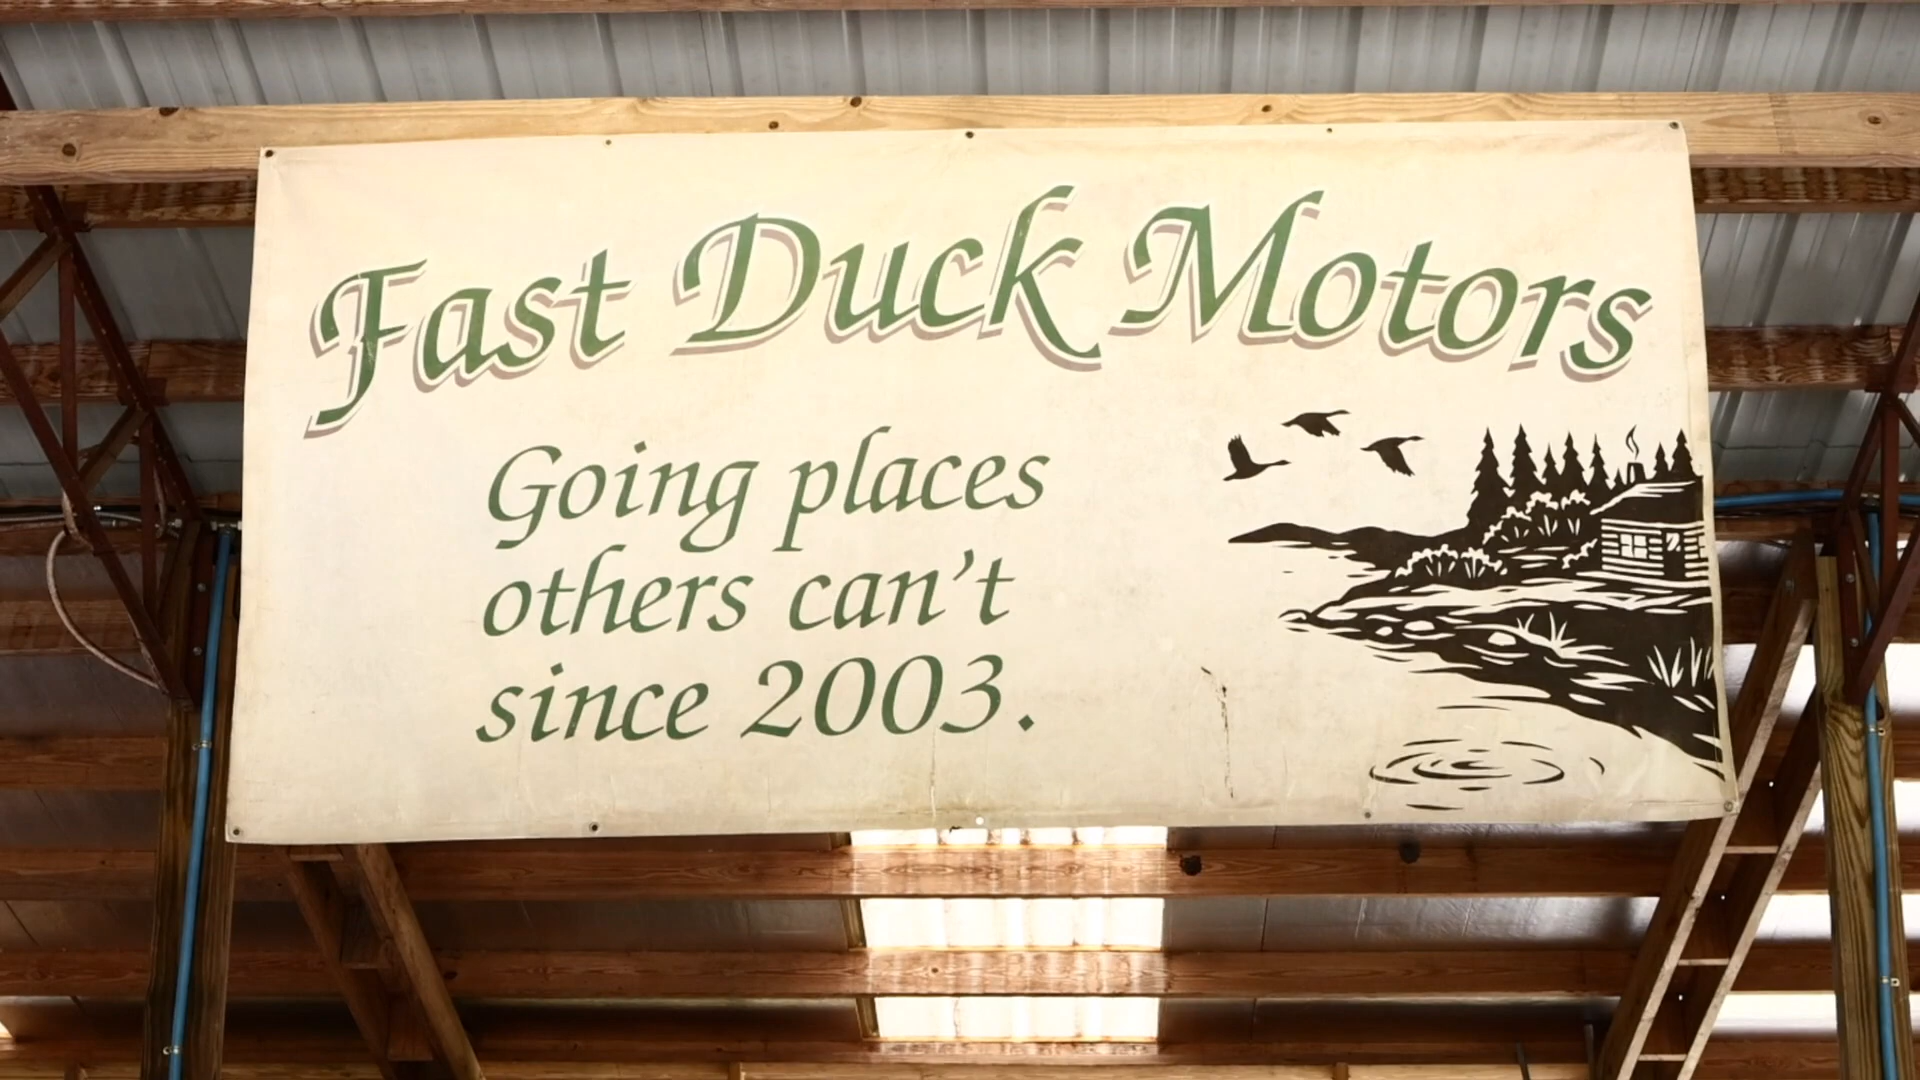 Fast Duck Motors
Going places
others can't
since 2003.